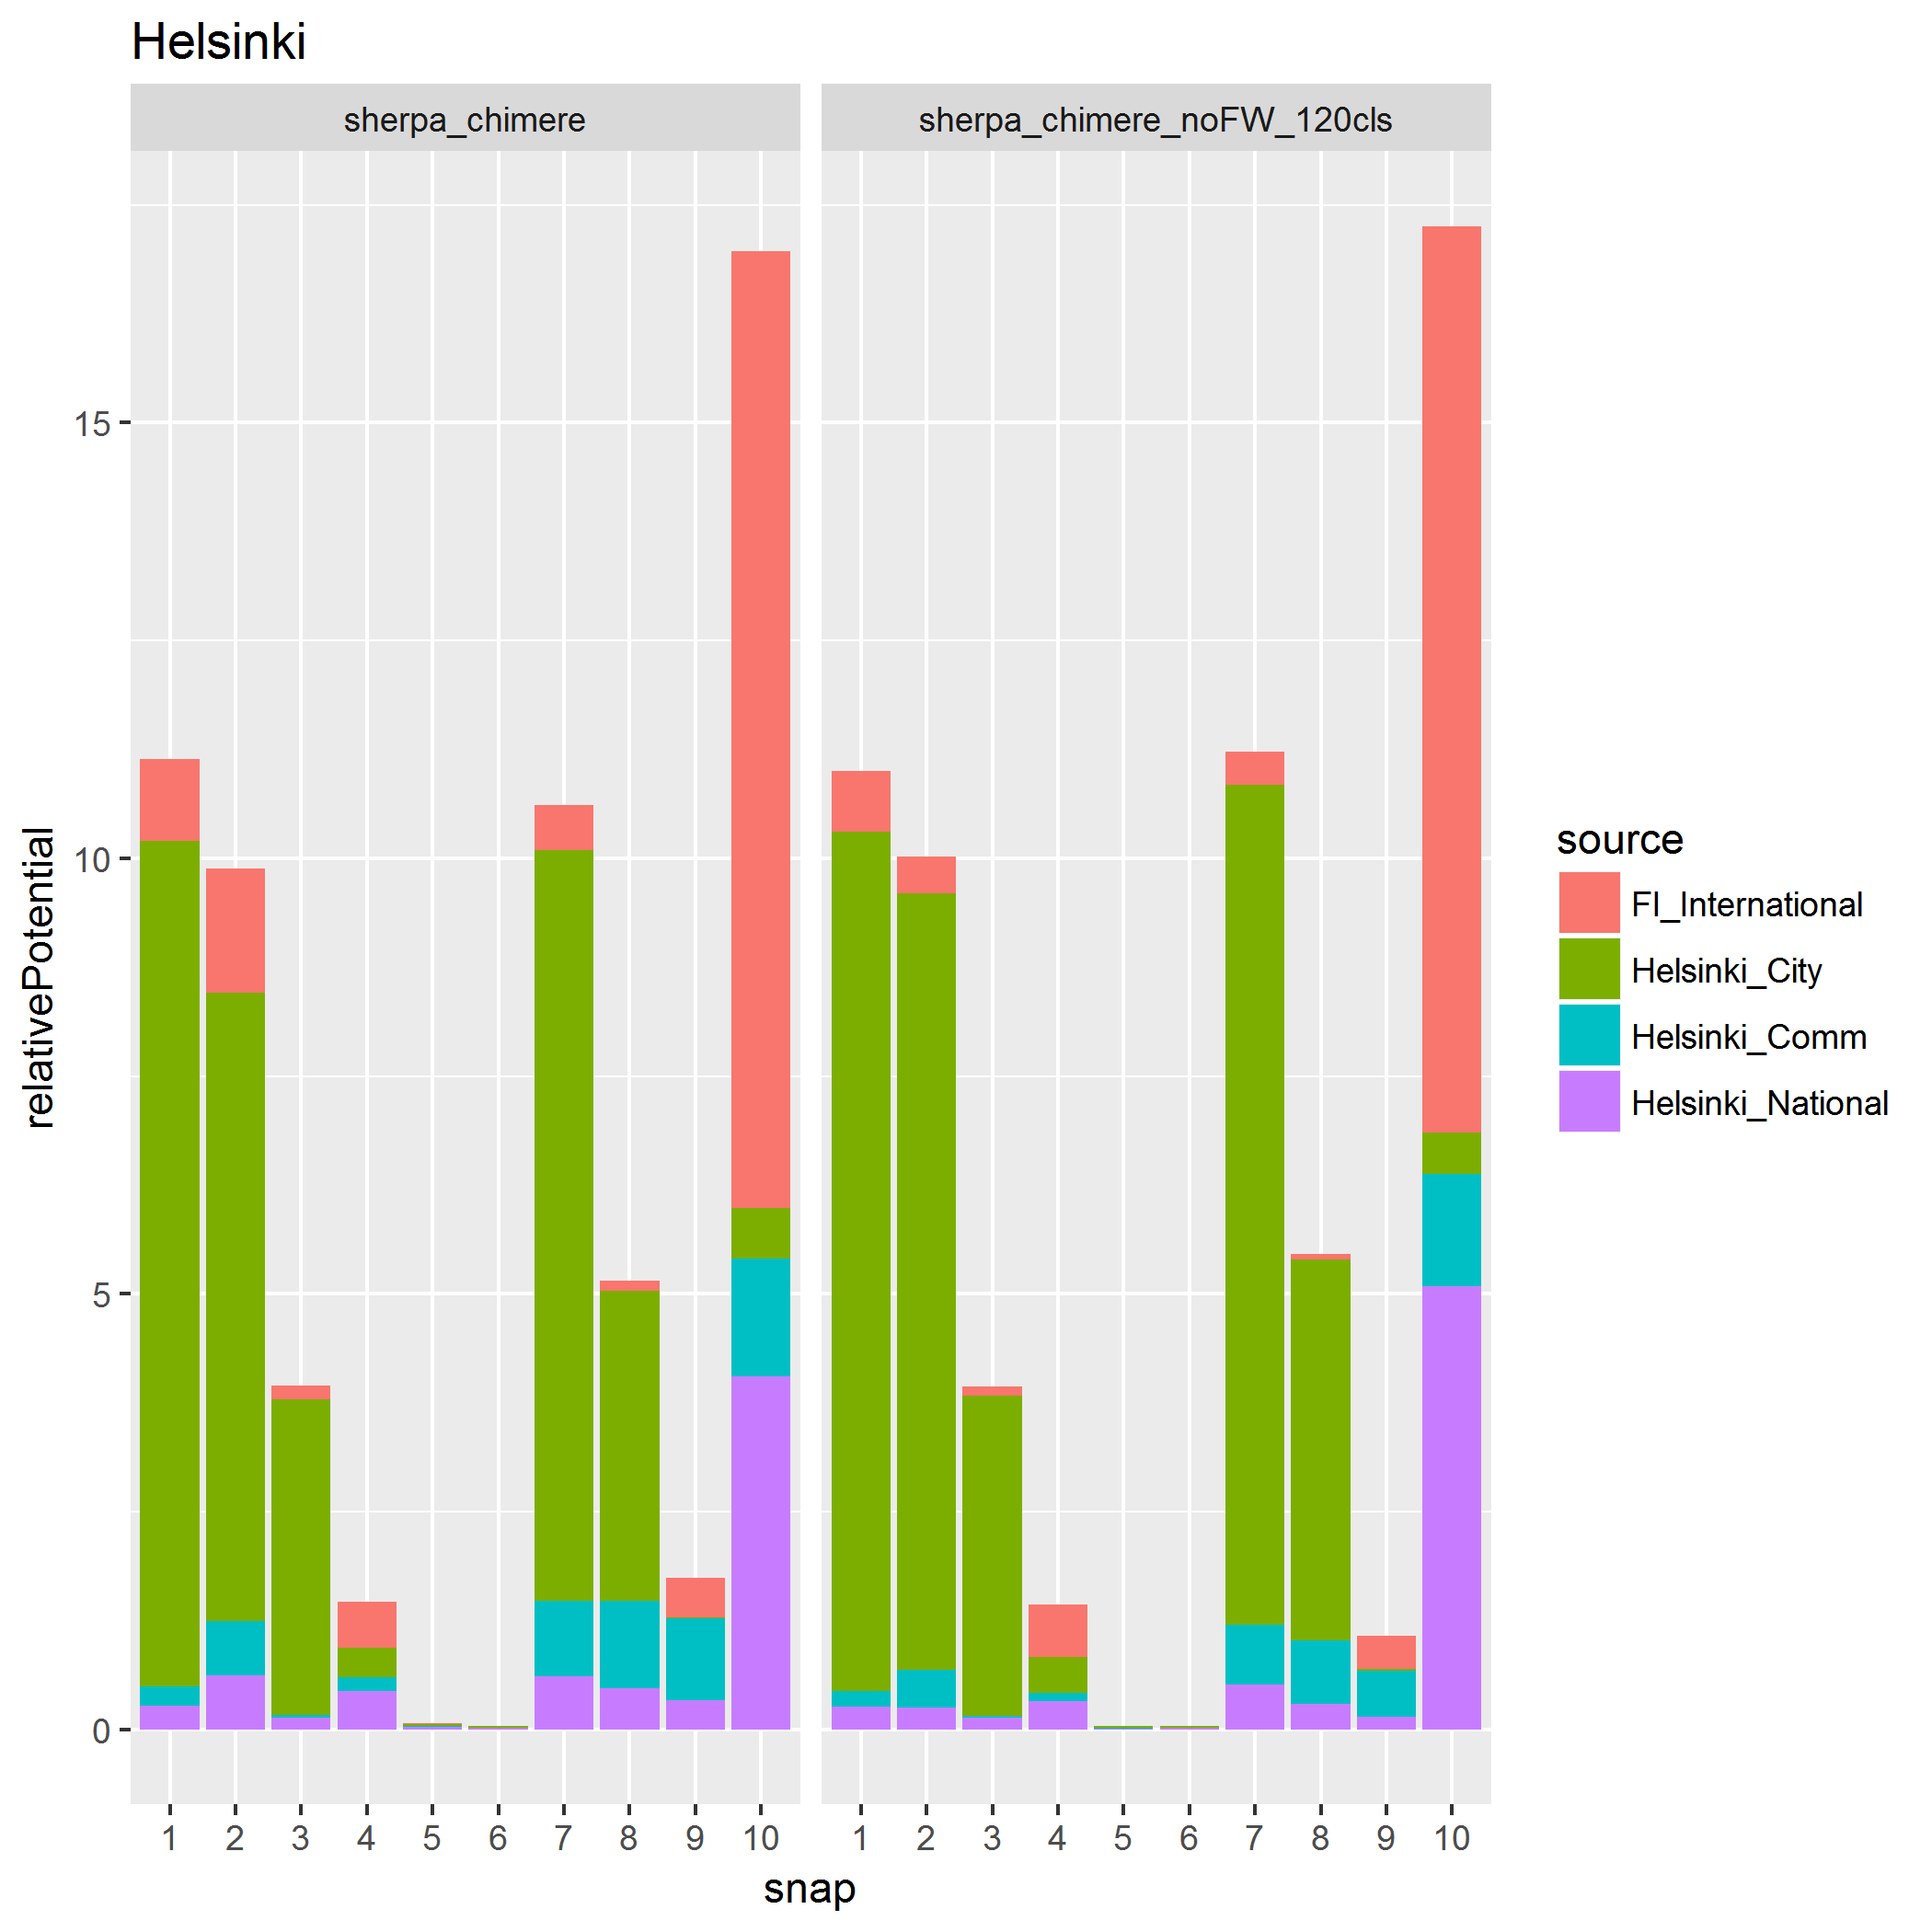 Helsinki
sherpa_chimere
sherpa_chimere_noFW_120cls
relativePotential
15
10
5
0
1 2 3 4 5 6 7 8 9 10
1 2 3 4 5 6 7 8 9 10
snap
source
FI_International
Helsinki_City
Helsinki_Comm
Helsinki_National